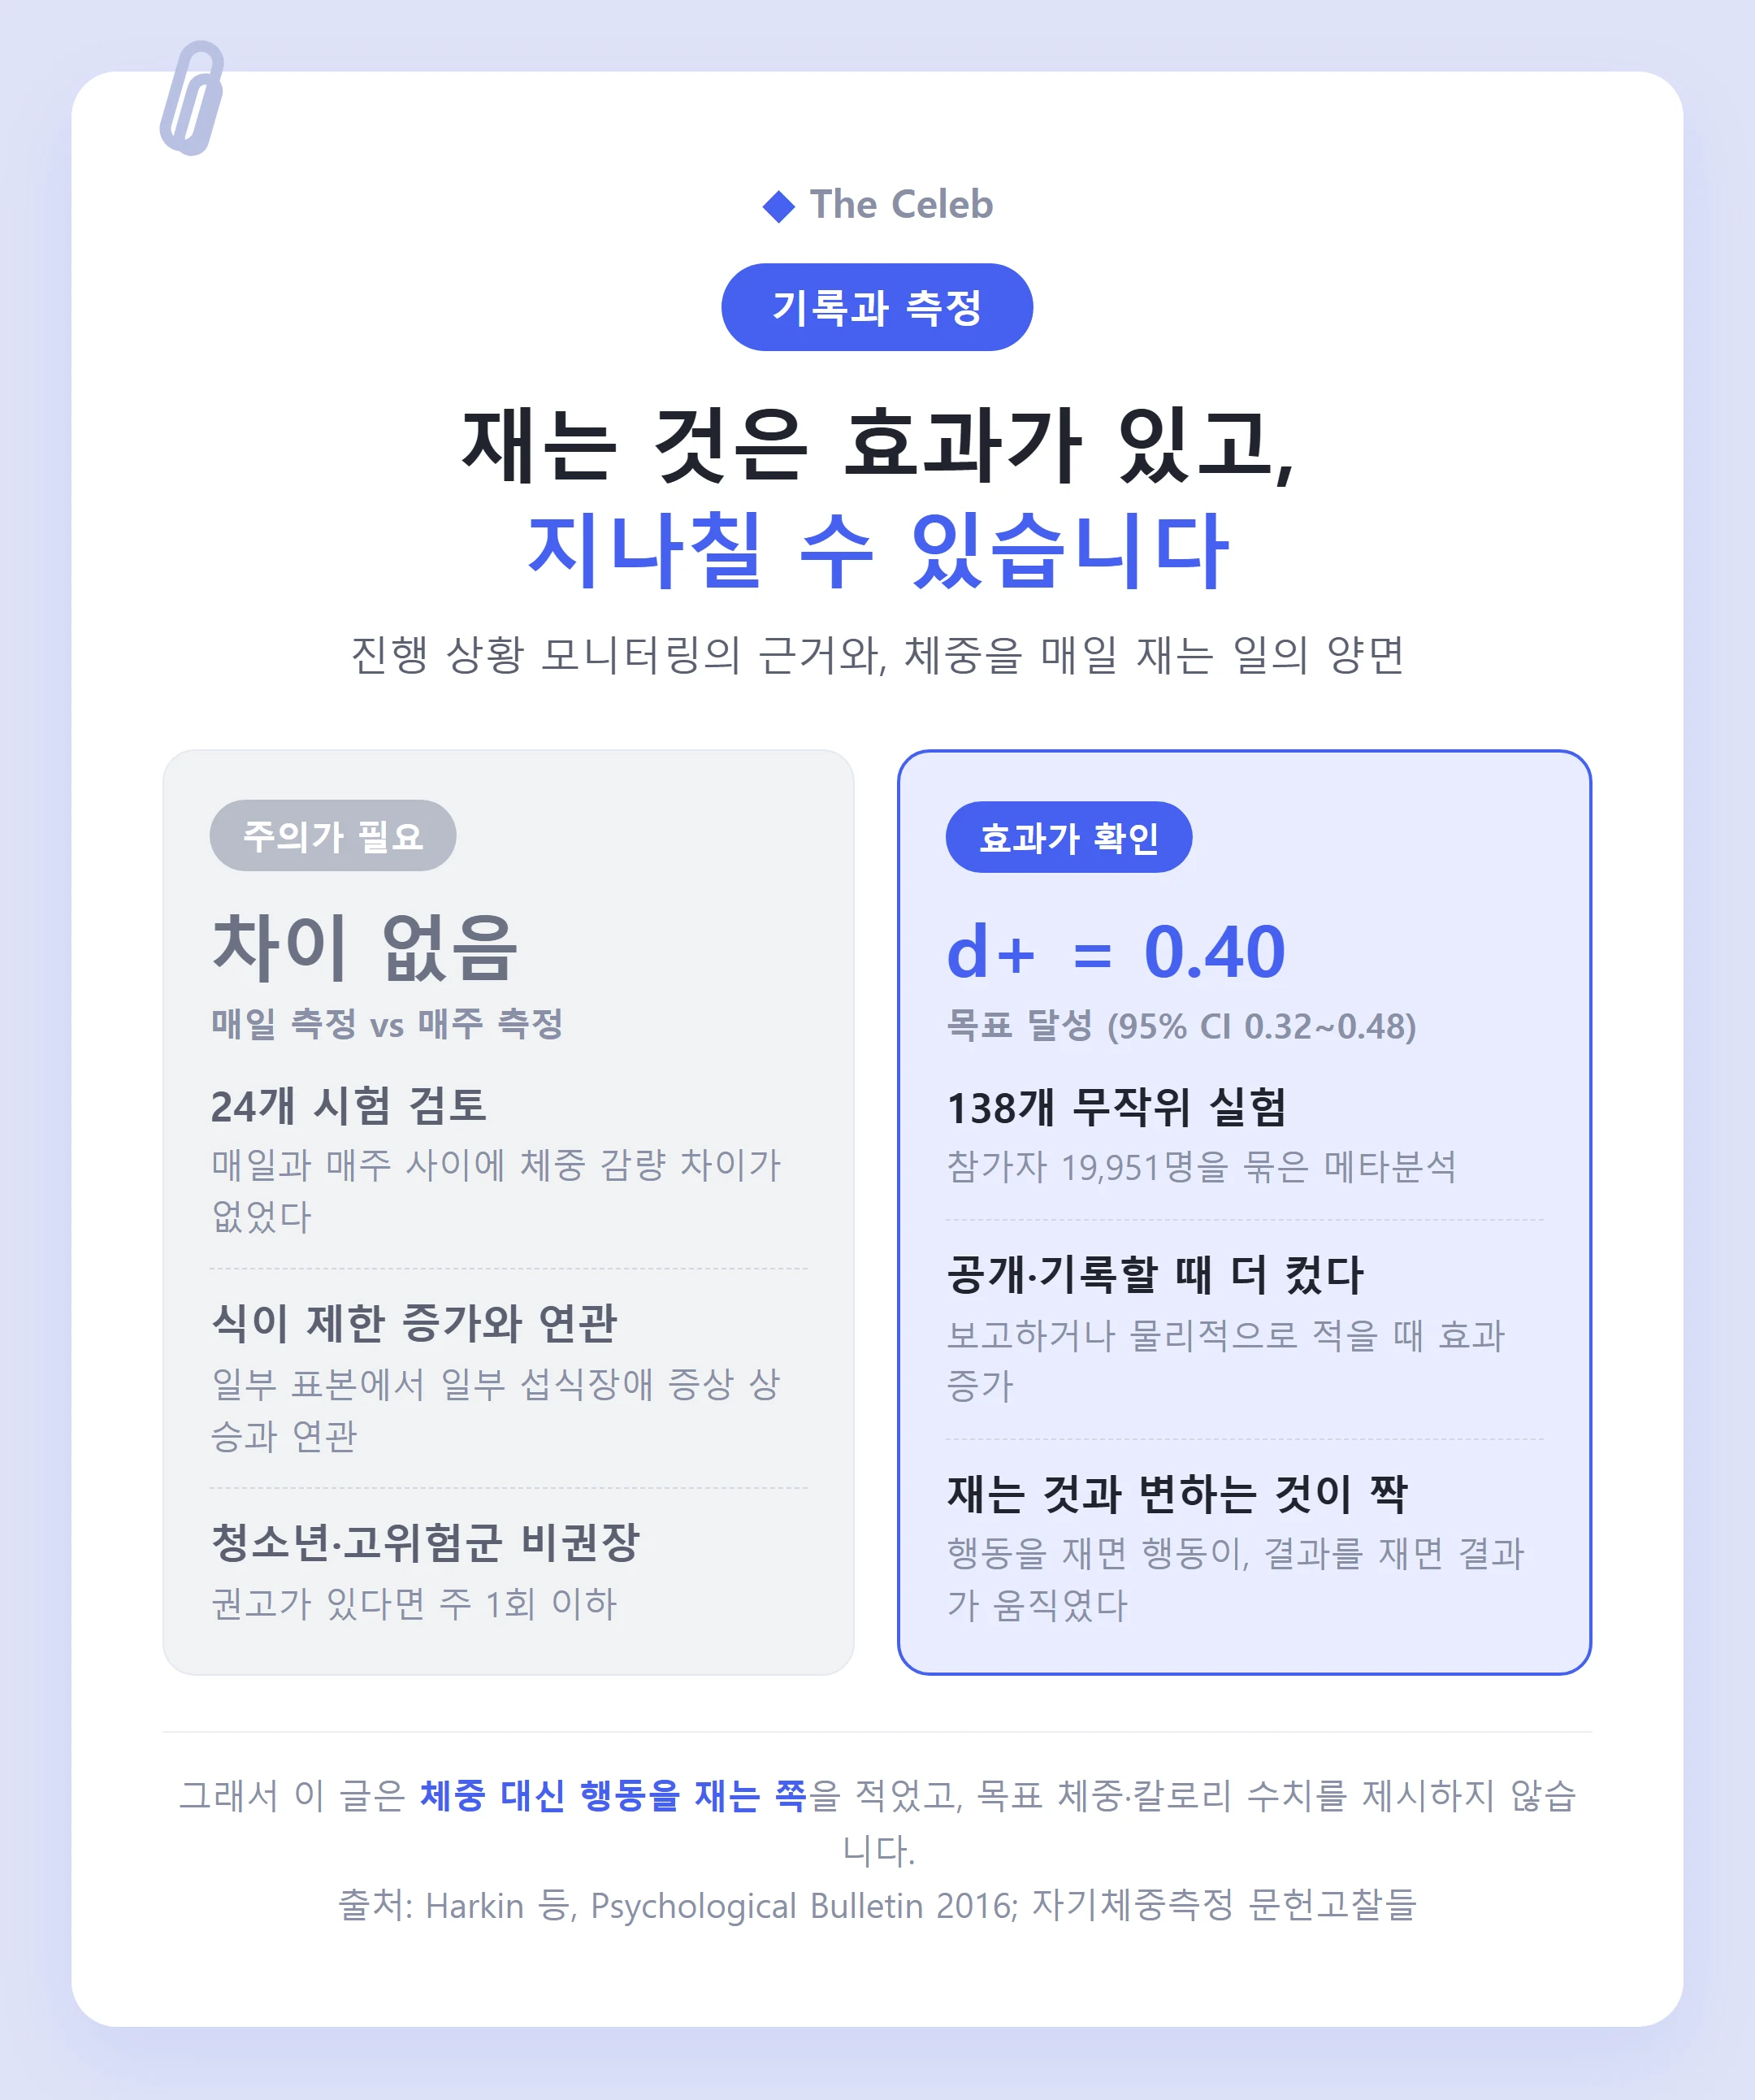 The Celeb
기록과 측정
재는 것은 효과가 있고,
지나칠 수 있습니다
진행 상황 모니터링의 근거와, 체중을 매일 재는 일의 양면
주의가 필요
차이 없음
매일 측정 vs 매주 측정
24개 시험 검토
매일과 매주 사이에 체중 감량 차이가
없었다
식이 제한 증가와 연관
일부 표본에서 일부 섭식장애 증상 상
승과 연관
청소년·고위험군 비권장
권고가 있다면 주 1회 이하
효과가 확인
d+ = 0.40
목표 달성 (95% CI 0.32~0.48)
138개 무작위 실험
참가자 19,951명을 묶은 메타분석
공개·기록할 때 더 컸다
보고하거나 물리적으로 적을 때 효과
증가
재는 것과 변하는 것이 짝
행동을 재면 행동이, 결과를 재면 결과
가 움직였다
그래서 이 글은 체중 대신 행동을 재는 쪽을 적었고, 목표 체중·칼로리 수치를 제시하지 않습
니다.
출처: Harkin 등, Psychological Bulletin 2016; 자기체중측정 문헌고찰들